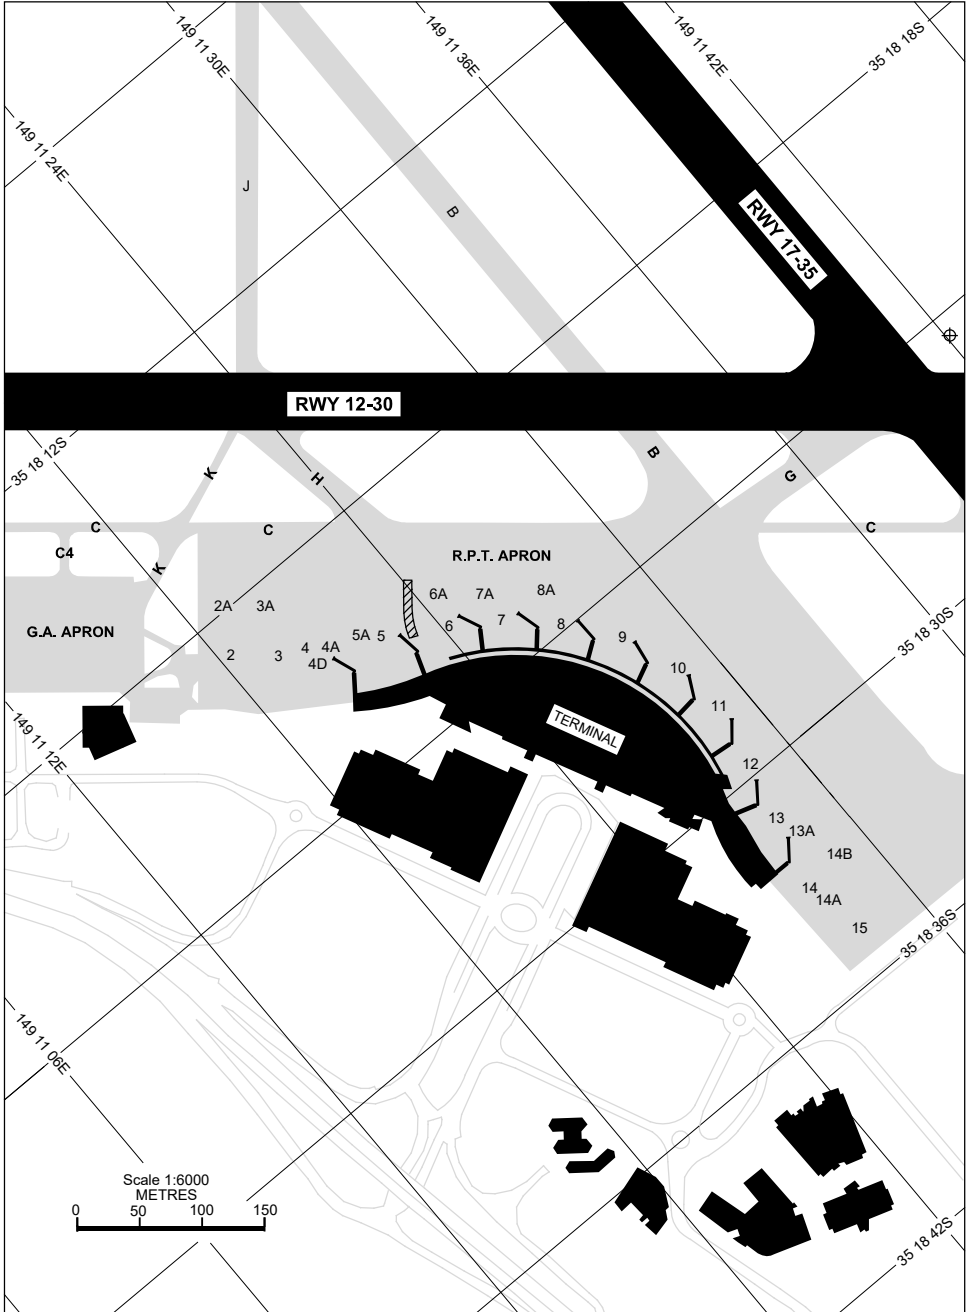 149 11 30E
149 11 36E
149 11 42E
35 18 18S
149 11 24E
J
B
RWY 17-35
RWY 12-30
35 18 12S
K
H
B
G
C
C
C
C4
K
R.P.T. APRON
2A
3A
6A
7A
8A
G.A. APRON
5A
5
6
7
8
9
35 18 30S
2
3
4
4A
4D
10
11
149 11 12E
TERMINAL
12
13
13A
14B
14
14A
15
35 18 36S
149 11 06E
Scale 1:6000
METRES
0 50 100 150
35 18 42S